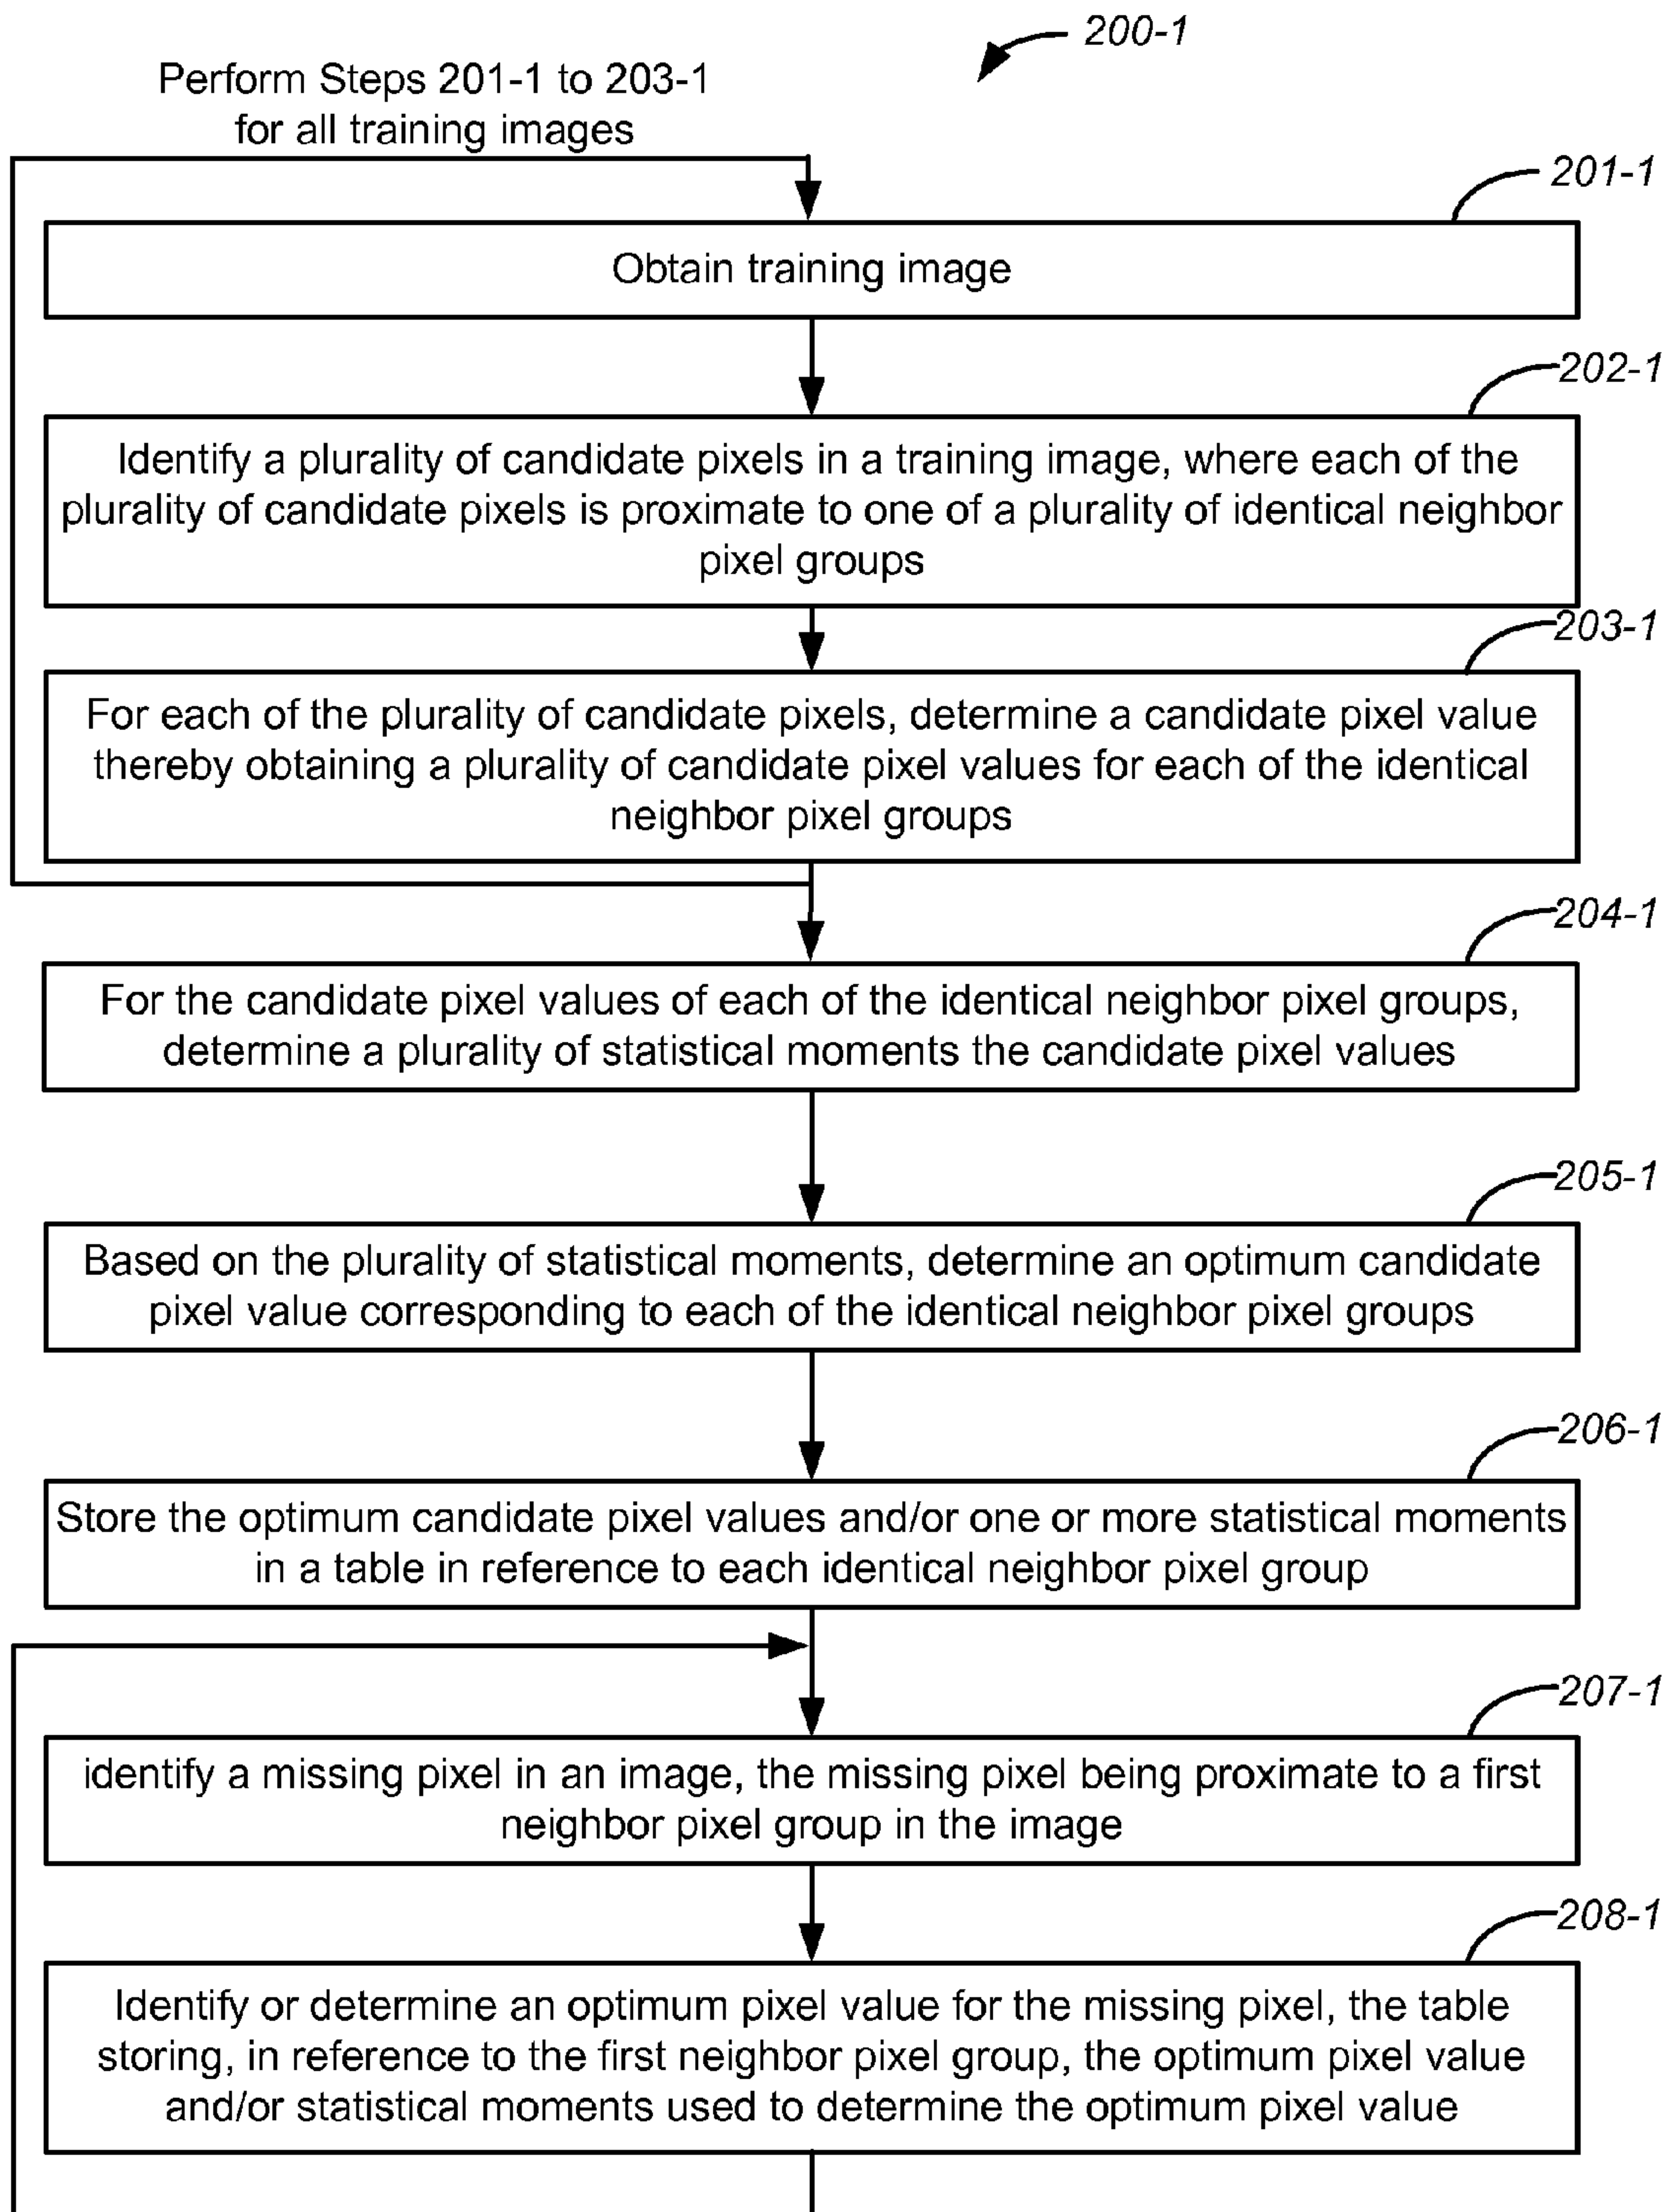 200-1
Perform Steps 201-1 to 203-1
for all training images
201-1
Obtain training image
202-1
Identify a plurality of candidate pixels in a training image, where each of the
plurality of candidate pixels is proximate to one of a plurality of identical neighbor
pixel groups
203-1
For each of the plurality of candidate pixels, determine a candidate pixel value
thereby obtaining a plurality of candidate pixel values for each of the identical
neighbor pixel groups
204-1
For the candidate pixel values of each of the identical neighbor pixel groups,
determine a plurality of statistical moments the candidate pixel values
205-1
Based on the plurality of statistical moments, determine an optimum candidate
pixel value corresponding to each of the identical neighbor pixel groups
206-1
Store the optimum candidate pixel values and/or one or more statistical moments
in a table in reference to each identical neighbor pixel group
207-1
identify a missing pixel in an image, the missing pixel being proximate to a first
neighbor pixel group in the image
208-1
Identify or determine an optimum pixel value for the missing pixel, the table
storing, in reference to the first neighbor pixel group, the optimum pixel value
and/or statistical moments used to determine the optimum pixel value